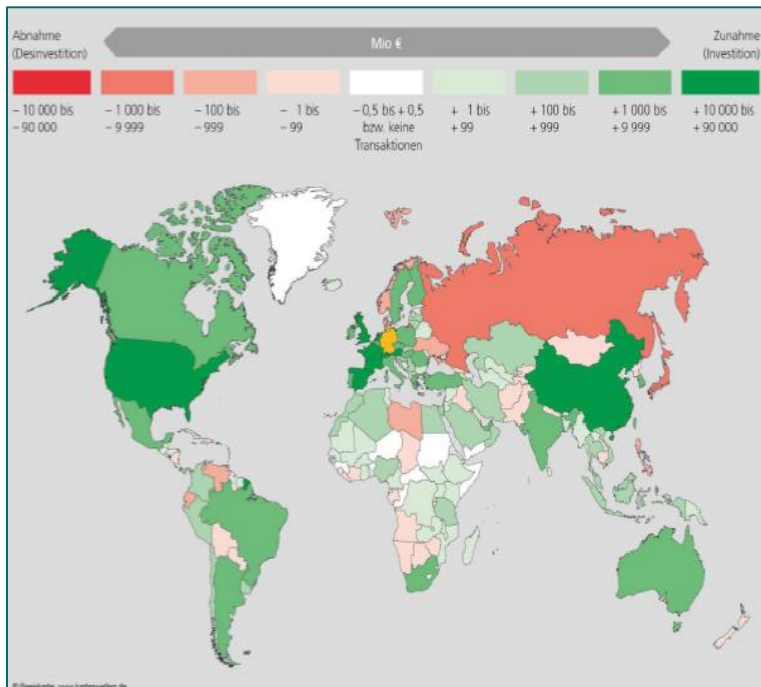 Abnahme
(Desinvestition)
Mio €
Zunahme
(Investition)
– 10 000 bis
– 90 000
– 1 000 bis
– 9 999
– 100 bis
– 999
– 1 bis
– 99
– 0,5 bis + 0,5
bzw. keine
Transaktionen
+ 1 bis
+ 99
+ 100 bis
+ 999
+ 1 000 bis
+ 9 999
+ 10 000 bis
+ 90 000